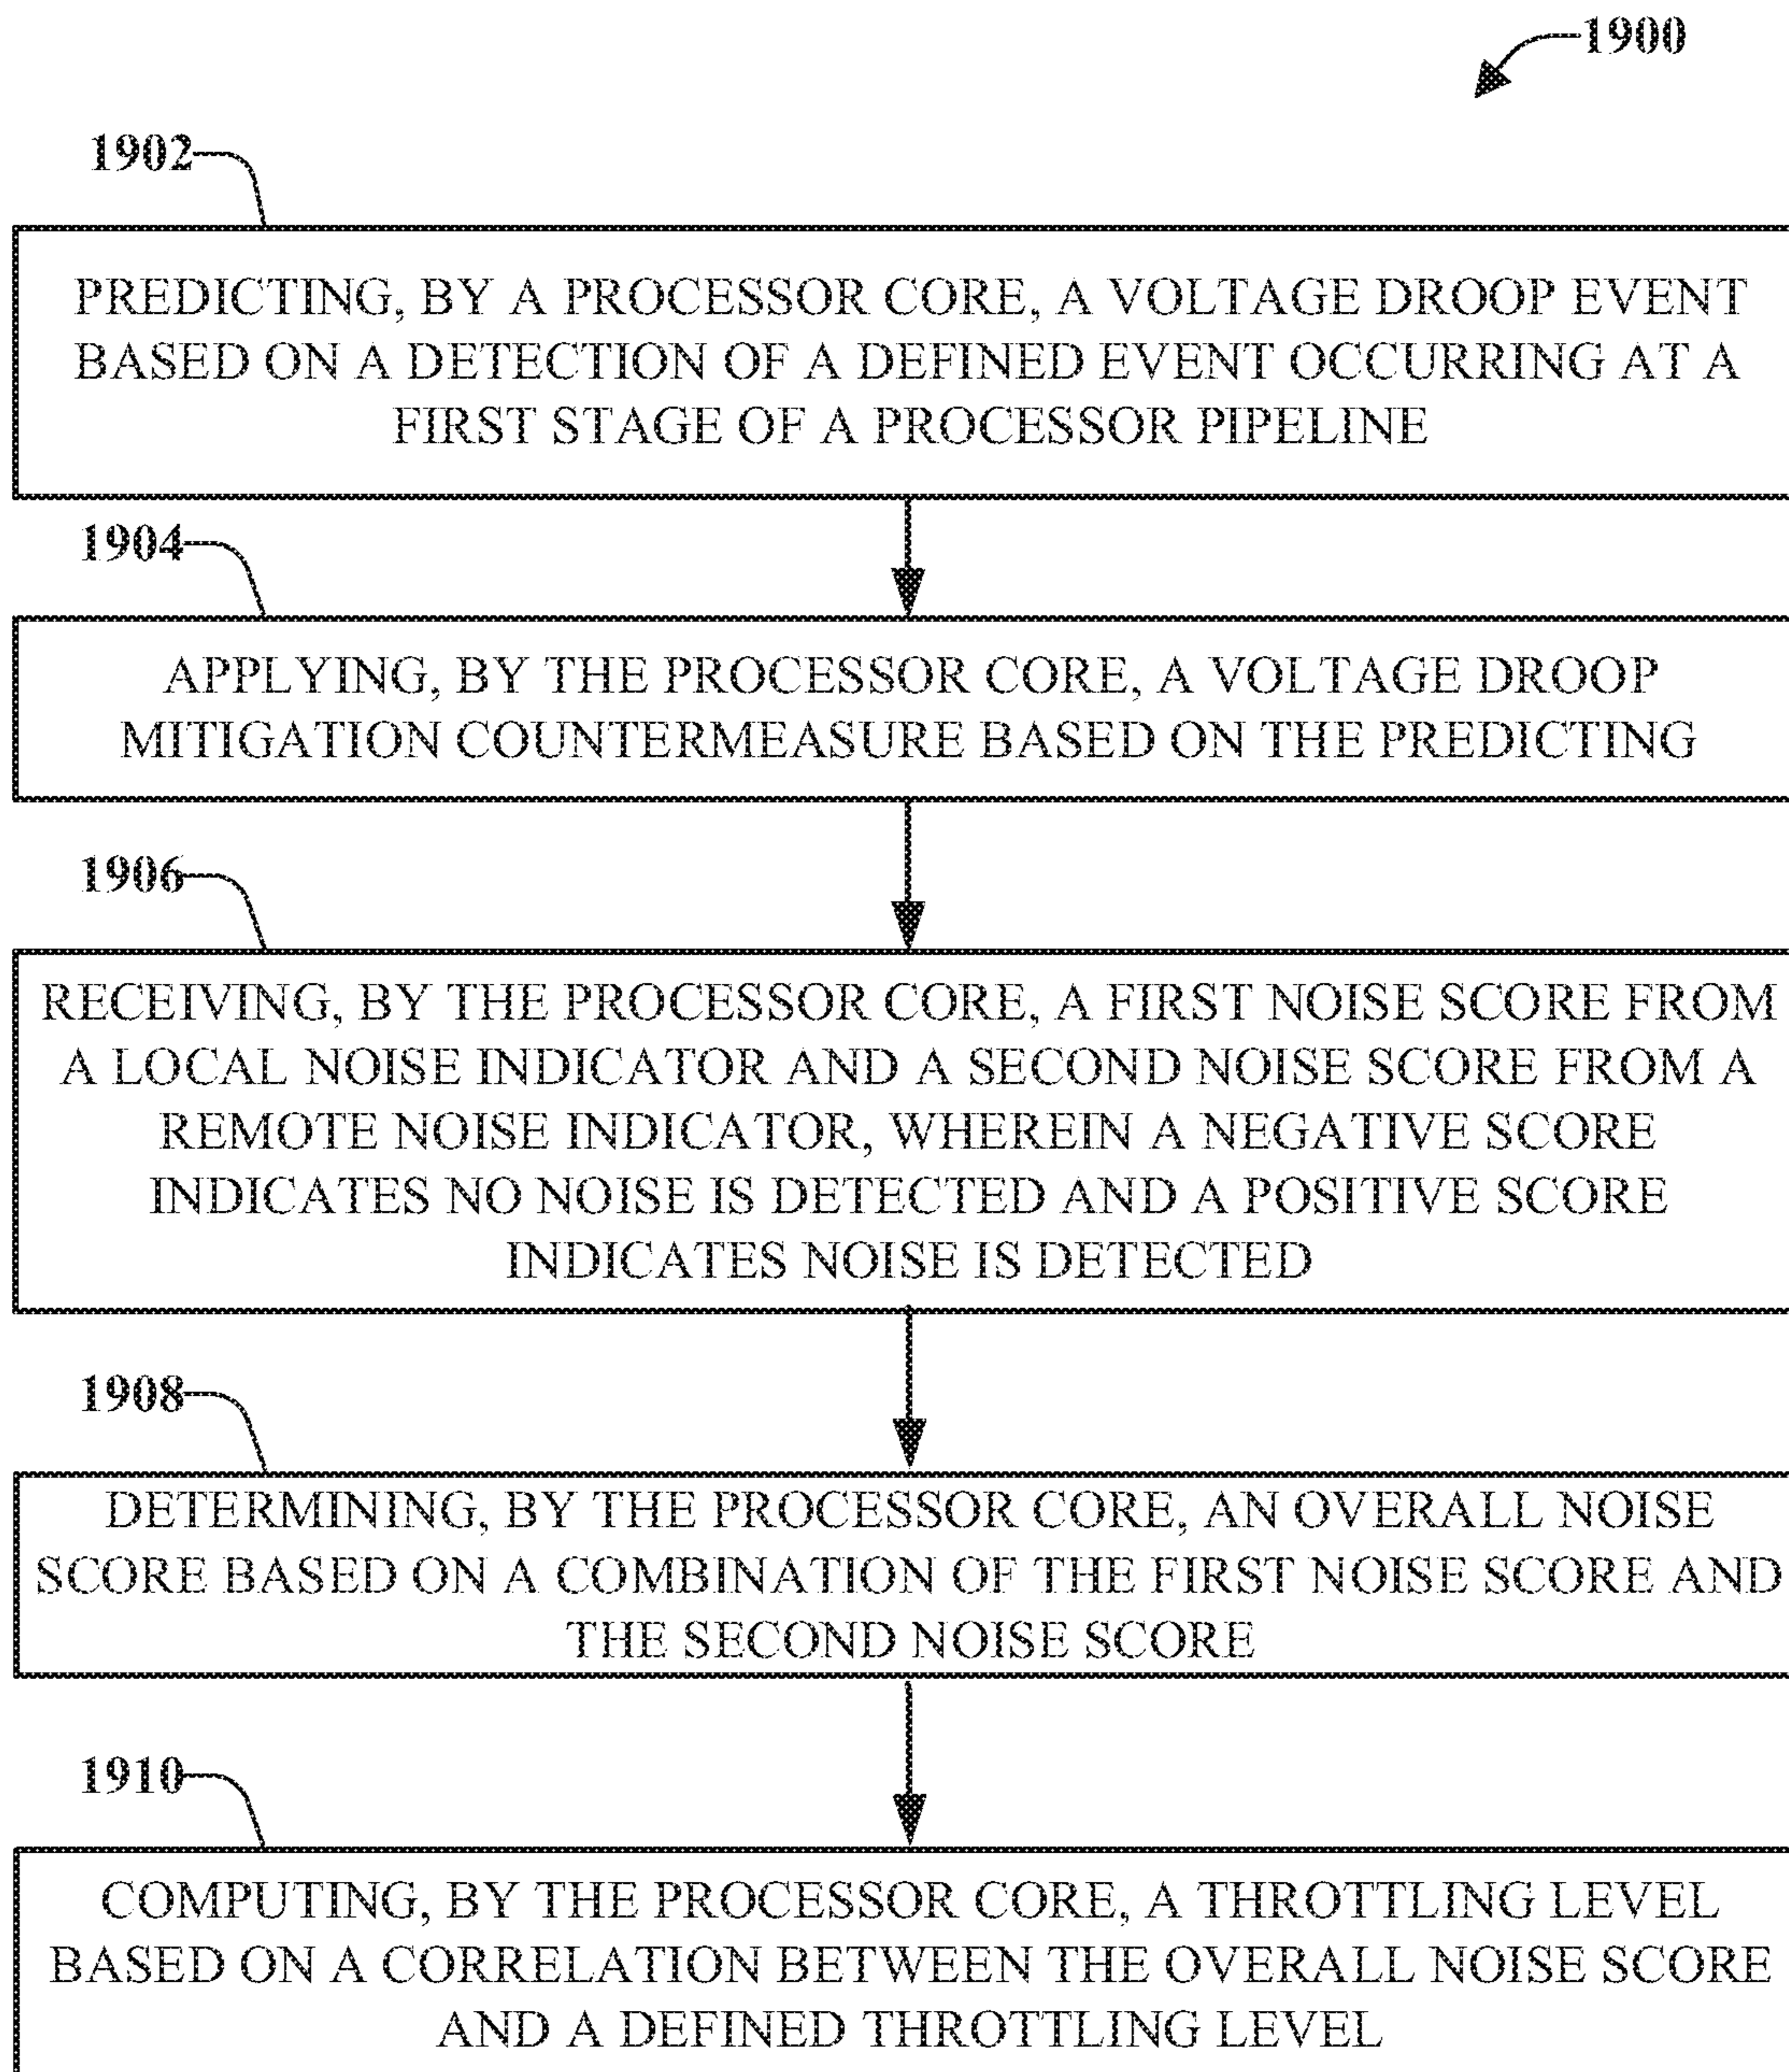 1900
1902
PREDICTING, BY A PROCESSOR CORE, A VOLTAGE DROOP EVENT
BASED ON A DETECTION OF A DEFINED EVENT OCCURRING AT A
FIRST STAGE OF A PROCESSOR PIPELINE
1904
APPLYING, BY THE PROCESSOR CORE, A VOLTAGE DROOP
MITIGATION COUNTERMEASURE BASED ON THE PREDICTING
1906
RECEIVING, BY THE PROCESSOR CORE, A FIRST NOISE SCORE FROM
A LOCAL NOISE INDICATOR AND A SECOND NOISE SCORE FROM A
REMOTE NOISE INDICATOR, WHEREIN A NEGATIVE SCORE
INDICATES NO NOISE IS DETECTED AND A POSITIVE SCORE
INDICATES NOISE IS DETECTED
1908
DETERMINING, BY THE PROCESSOR CORE, AN OVERALL NOISE
SCORE BASED ON A COMBINATION OF THE FIRST NOISE SCORE AND
THE SECOND NOISE SCORE
1910
COMPUTING, BY THE PROCESSOR CORE, A THROTTLING LEVEL
BASED ON A CORRELATION BETWEEN THE OVERALL NOISE SCORE
AND A DEFINED THROTTLING LEVEL